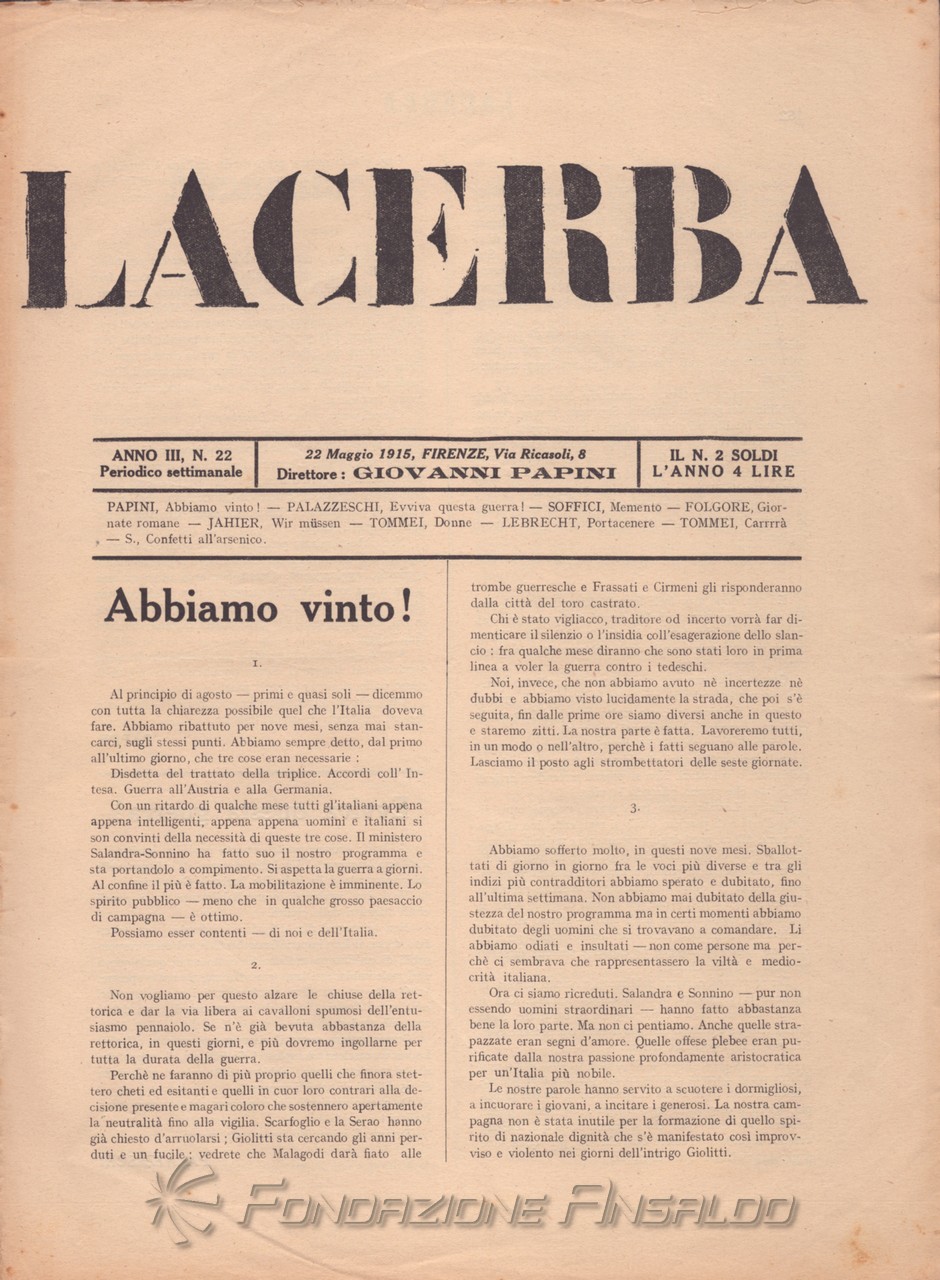 LACERBA
ANNO III, N. 22
Periodico settimanale
22 Maggio 1915, FIRENZE, Via Ricasoli, 8
Direttore : GIOVANNI PAPINI
IL N. 2 SOLDI
L'ANNO 4 LIRE
PAPINI, Abbiamo vinto! — PALAZZESCHI, Evviva questa guerra! — SOFFICI, Memento — FOLGORE, Gior-
nate romane — JAHIER, Wir müssen — TOMMEI, Donne — LEBRECHT, Portacenere — TOMMEI, Carrrrà
— S., Confetti all'arsenico.
Abbiamo vinto!
1.
Al principio di agosto — primi e quasi soli — dicemmo
con tutta la chiarezza possibile quel che l'Italia doveva
fare. Abbiamo ribattuto per nove mesi, senza mai stan-
carci, sugli stessi punti. Abbiamo sempre detto, dal primo
all'ultimo giorno, che tre cose eran necessarie :
Disdetta del trattato della triplice. Accordi coll' In-
tesa. Guerra all'Austria e alla Germania.
Con un ritardo di qualche mese tutti gl'italiani appena
appena intelligenti, appena appena uomini e italiani si
son convinti della necessità di queste tre cose. Il ministero
Salandra-Sonnino ha fatto suo il nostro programma e
sta portandolo a compimento. Si aspetta la guerra a giorni.
Al confine il più è fatto. La mobilitazione è imminente. Lo
spirito pubblico — meno che in qualche grosso paesaccio
di campagna — è ottimo.
Possiamo esser contenti — di noi e dell'Italia.
2.
Non vogliamo per questo alzare le chiuse della ret-
torica e dar la via libera ai cavalloni spumosi dell'entu-
siasmo pennaiolo. Se n'è già bevuta abbastanza della
rettorica, in questi giorni, e più dovremo ingollarne per
tutta la durata della guerra.
Perchè ne faranno di più proprio quelli che finora stet-
tero cheti ed esitanti e quelli in cuor loro contrari alla de-
cisione presente e magari coloro che sostennero apertamente
la neutralità fino alla vigilia. Scarfoglio e la Serao hanno
già chiesto d'arruolarsi ; Giolitti sta cercando gli anni per-
duti e un fucile : vedrete che Malagodi darà fiato alle
trombe guerresche e Frassati e Cirmeni gli risponderanno
dalla città del toro castrato.
Chi è stato vigliacco, traditore od incerto vorrà far di-
menticare il silenzio o l'insidia coll'esagerazione dello slan-
cio : fra qualche mese diranno che sono stati loro in prima
linea a voler la guerra contro i tedeschi.
Noi, invece, che non abbiamo avuto nè incertezze nè
dubbi e abbiamo visto lucidamente la strada, che poi s'è
seguita, fin dalle prime ore siamo diversi anche in questo
e staremo zitti. La nostra parte è fatta. Lavoreremo tutti,
in un modo o nell'altro, perchè i fatti seguano alle parole.
Lasciamo il posto agli strombettatori delle seste giornate.
3.
Abbiamo sofferto molto, in questi nove mesi. Sballot-
tati di giorno in giorno fra le voci più diverse e tra gli
indizi più contradditori abbiamo sperato e dubitato, fino
all'ultima settimana. Non abbiamo mai dubitato della giu-
stezza del nostro programma ma in certi momenti abbiamo
dubitato degli uomini che si trovavano a comandare. Li
abbiamo odiati e insultati — non come persone ma per-
chè ci sembrava che rappresentassero la viltà e medio-
crità italiana.
Ora ci siamo ricreduti. Salandra e Sonnino — pur non
essendo uomini straordinari — hanno fatto abbastanza
bene la loro parte. Ma non ci pentiamo. Anche quelle stra-
pazzate eran segni d'amore. Quelle offese plebee eran pu-
rificate dalla nostra passione profondamente aristocratica
per un'Italia più nobile.
Le nostre parole hanno servito a scuotere i dormigliosi,
a incuorare i giovani, a incitare i generosi. La nostra cam-
pagna non è stata inutile per la formazione di quello spi-
rito di nazionale dignità che s'è manifestato così improv-
viso e violento nei giorni dell'intrigo Giolitti.
FONDAZIONE ANSALDO